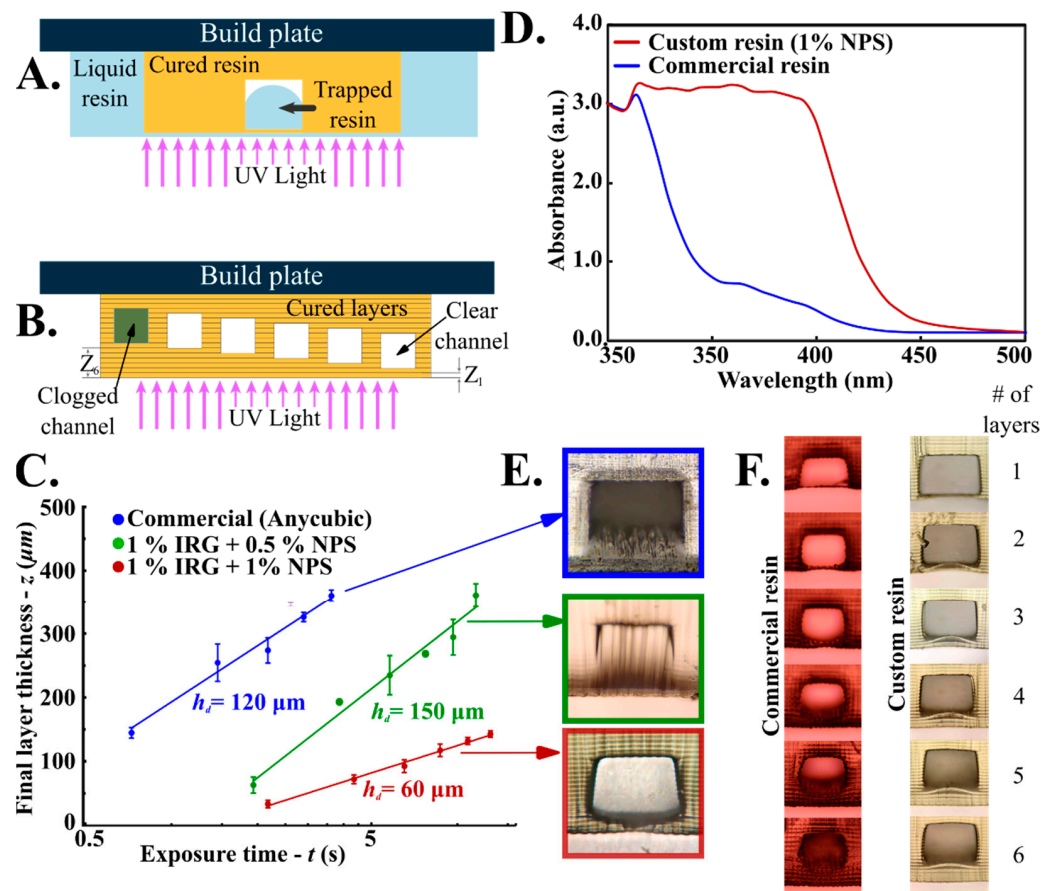 A.
Build plate
Liquid
resin
Cured resin
Trapped
resin
UV Light
B.
Build plate
Cured layers
Clear
channel
Z6
Z1
Clogged
channel
UV Light
C.
Final layer thickness - z (µm)
500
400
300
200
100
0
0.5
5
Exposure time - t (s)
Commercial (Anycubic)
1 % IRG + 0.5 % NPS
1 % IRG + 1% NPS
hd= 120 µm
hd= 150 µm
hd= 60 µm
D.
Custom resin (1% NPS)
Commercial resin
Absorbance (a.u.)
4.0
3.0
2.0
1.0
0.0
350
350
400
450
500
Wavelength (nm)
E.
F.
# of
layers
Commercial resin
Custom resin
1
2
3
4
5
6